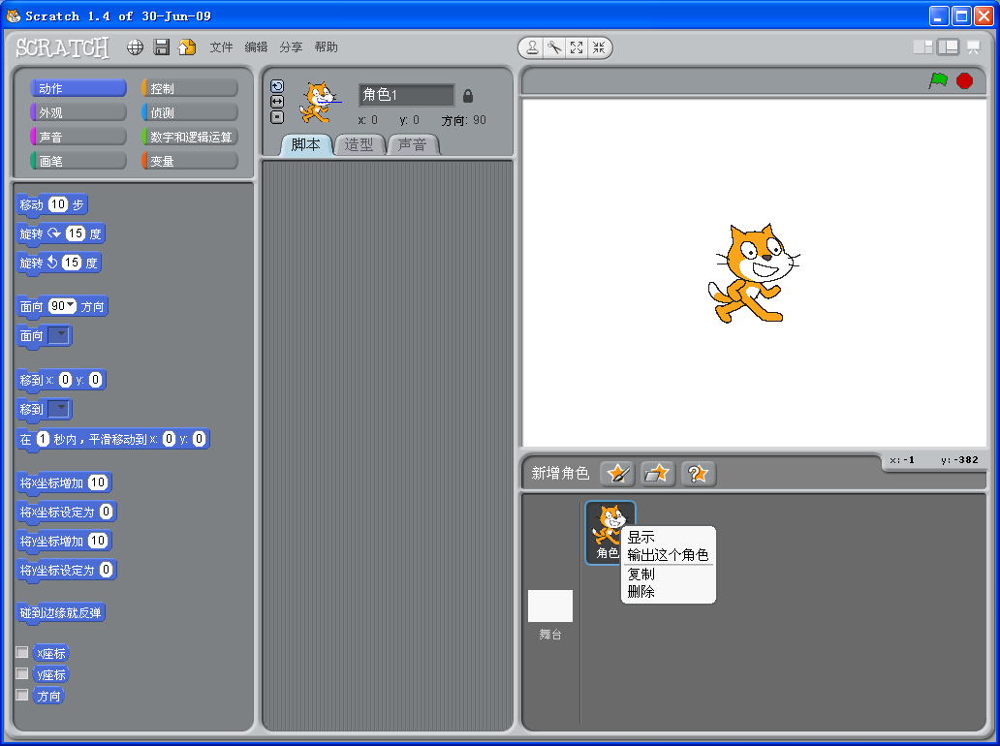 Scratch 1.4 of 30-Jun-09
SCRATCH 文件 编辑 分享 帮助
动作 控制
外观 侦测
声音 数字和逻辑运算
画笔 变量
移动 10 步
旋转 15 度
旋转 15 度
面向 90 方向
面向
移到 x: 0 y: 0
移到
在 1 秒内，平滑移动到 x: 0 y: 0
将x坐标增加 10
将x坐标设定为 0
将y坐标增加 10
将y坐标设定为 0
碰到边缘就反弹
x座标
y座标
方向
角色1
x: 0 y: 0 方向: 90
脚本 造型 声音
x: -1 y: -382
新增角色
角色
舞台
显示
输出这个角色
复制
删除